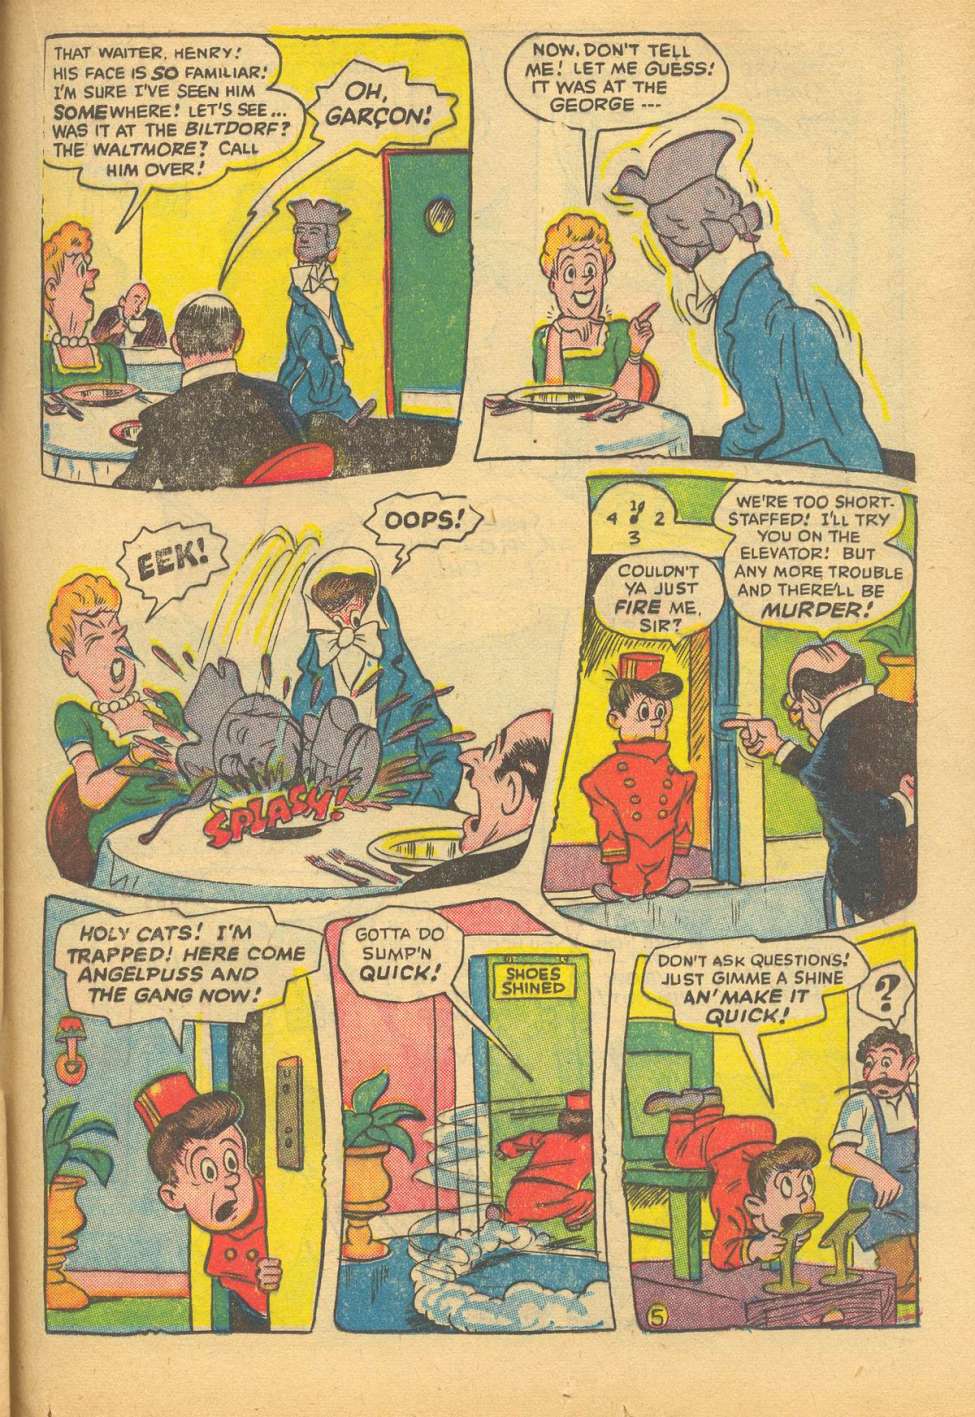 THAT WAITER, HENRY!
HIS FACE IS SO FAMILIAR!
I'M SURE I'VE SEEN HIM
SOMEWHERE! LET'S SEE...
WAS IT AT THE BILTDORF?
THE WALTMORE? CALL
HIM OVER!
OH,
GARÇON!
NOW, DON'T TELL
ME! LET ME GUESS!
IT WAS AT THE
GEORGE ---
EEK!
OOPS!
SPLASH!
1
4 2
3
COULDN'T
YA JUST
FIRE ME,
SIR?
WE'RE TOO SHORT-
STAFFED! I'LL TRY
YOU ON THE
ELEVATOR! BUT
ANY MORE TROUBLE
AND THERE'LL BE
MURDER!
HOLY CATS! I'M
TRAPPED! HERE COME
ANGELPUSS AND
THE GANG NOW!
GOTTA DO
SUMP'N
QUICK!
SHOES
SHINED
DON'T ASK QUESTIONS!
JUST GIMME A SHINE
AN' MAKE IT
QUICK!
?
5